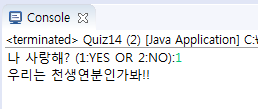 Console
<terminated> Quiz14 (2) [Java Application] C:\
나 사랑해? (1:YES OR 2:NO):1
우리는 천생연분인가봐!!